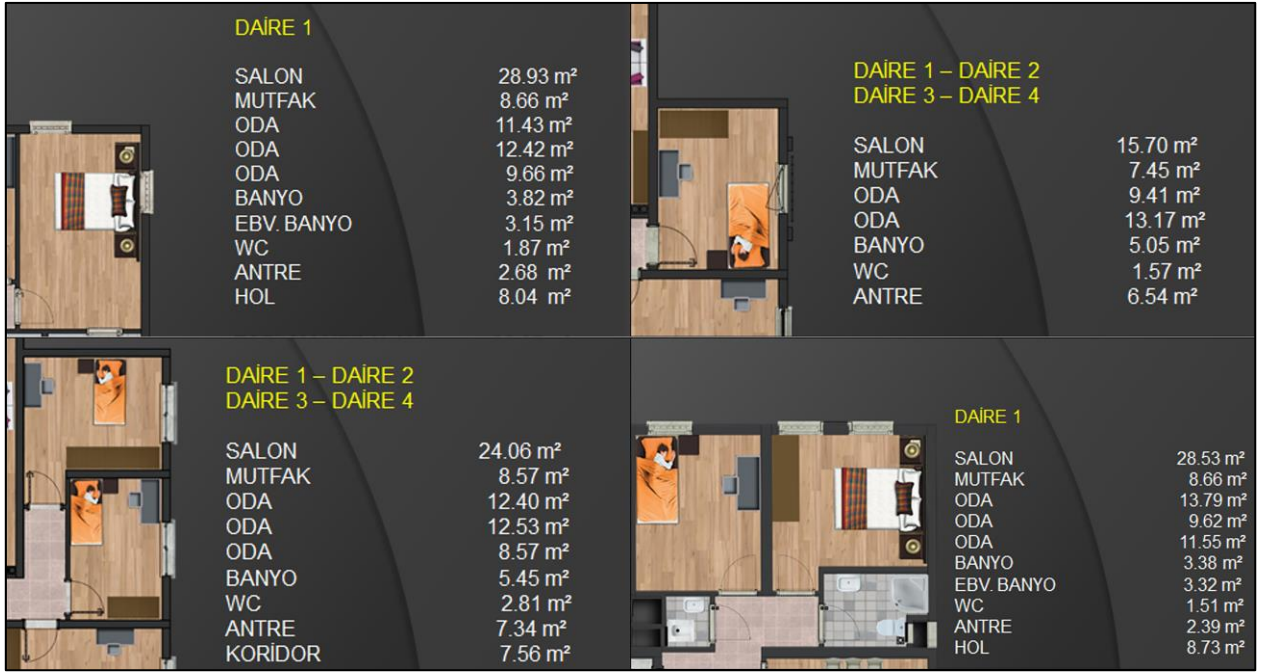 DAİRE 1
SALON 28.93 m²
MUTFAK 8.66 m²
ODA 11.43 m²
ODA 12.42 m²
ODA 9.66 m²
BANYO 3.82 m²
EBV. BANYO 3.15 m²
WC 1.87 m²
ANTRE 2.68 m²
HOL 8.04 m²
DAİRE 1 – DAİRE 2
DAİRE 3 – DAİRE 4
SALON 15.70 m²
MUTFAK 7.45 m²
ODA 9.41 m²
ODA 13.17 m²
BANYO 5.05 m²
WC 1.57 m²
ANTRE 6.54 m²
DAİRE 1 – DAİRE 2
DAİRE 3 – DAİRE 4
SALON 24.06 m²
MUTFAK 8.57 m²
ODA 12.40 m²
ODA 12.53 m²
ODA 8.57 m²
BANYO 5.45 m²
WC 2.81 m²
ANTRE 7.34 m²
KORİDOR 7.56 m²
DAİRE 1
SALON 28.53 m²
MUTFAK 8.66 m²
ODA 13.79 m²
ODA 9.62 m²
ODA 11.55 m²
BANYO 3.38 m²
EBV. BANYO 3.32 m²
WC 1.51 m²
ANTRE 2.39 m²
HOL 8.73 m²